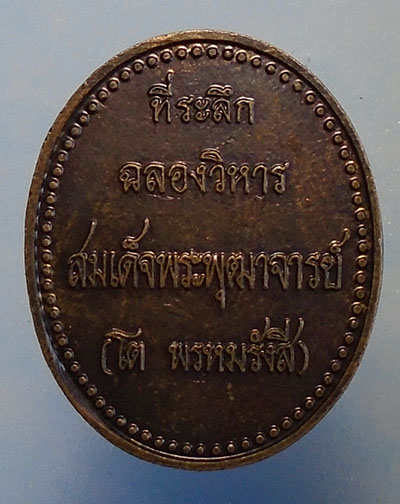 ที่ระลึก
ฉลองวิหาร
สมเด็จพระพุฒาจารย์
(โต พรหมรังสี)